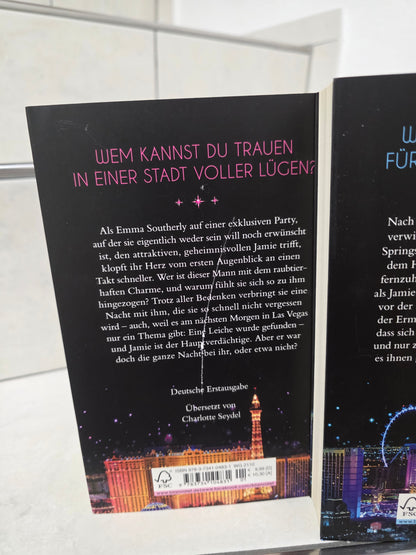 WEM KANNST DU TRAUEN
IN EINER STADT VOLLER LÜGEN?
Als Emma Southerly auf einer exklusiven Party,
auf der sie eigentlich weder sein will noch erwünscht
ist, den attraktiven, geheimnisvollen Jamie trifft,
klopft ihr Herz vom ersten Augenblick an einen
Takt schneller. Wer ist dieser Mann mit dem raubtier-
haften Charme, und warum fühlt sie sich so zu ihm
hingezogen? Trotz aller Bedenken verbringt sie eine
Nacht mit ihm, die sie so schnell nicht vergessen
wird – auch, weil es am nächsten Morgen in Las Vegas
nur ein Thema gibt: Eine Leiche wurde gefunden –
und Jamie ist der Hauptverdächtige. Aber er war
doch die ganze Nacht bei ihr, oder etwa nicht?
Deutsche Erstausgabe
Übersetzt von
Charlotte Seydel
FSC
W
FÜR
Nach
verwi
Springs
dem H
fernzuh
als Jamie
vor der
der Erm
dass sich
und nur z
es ihnen
FSC